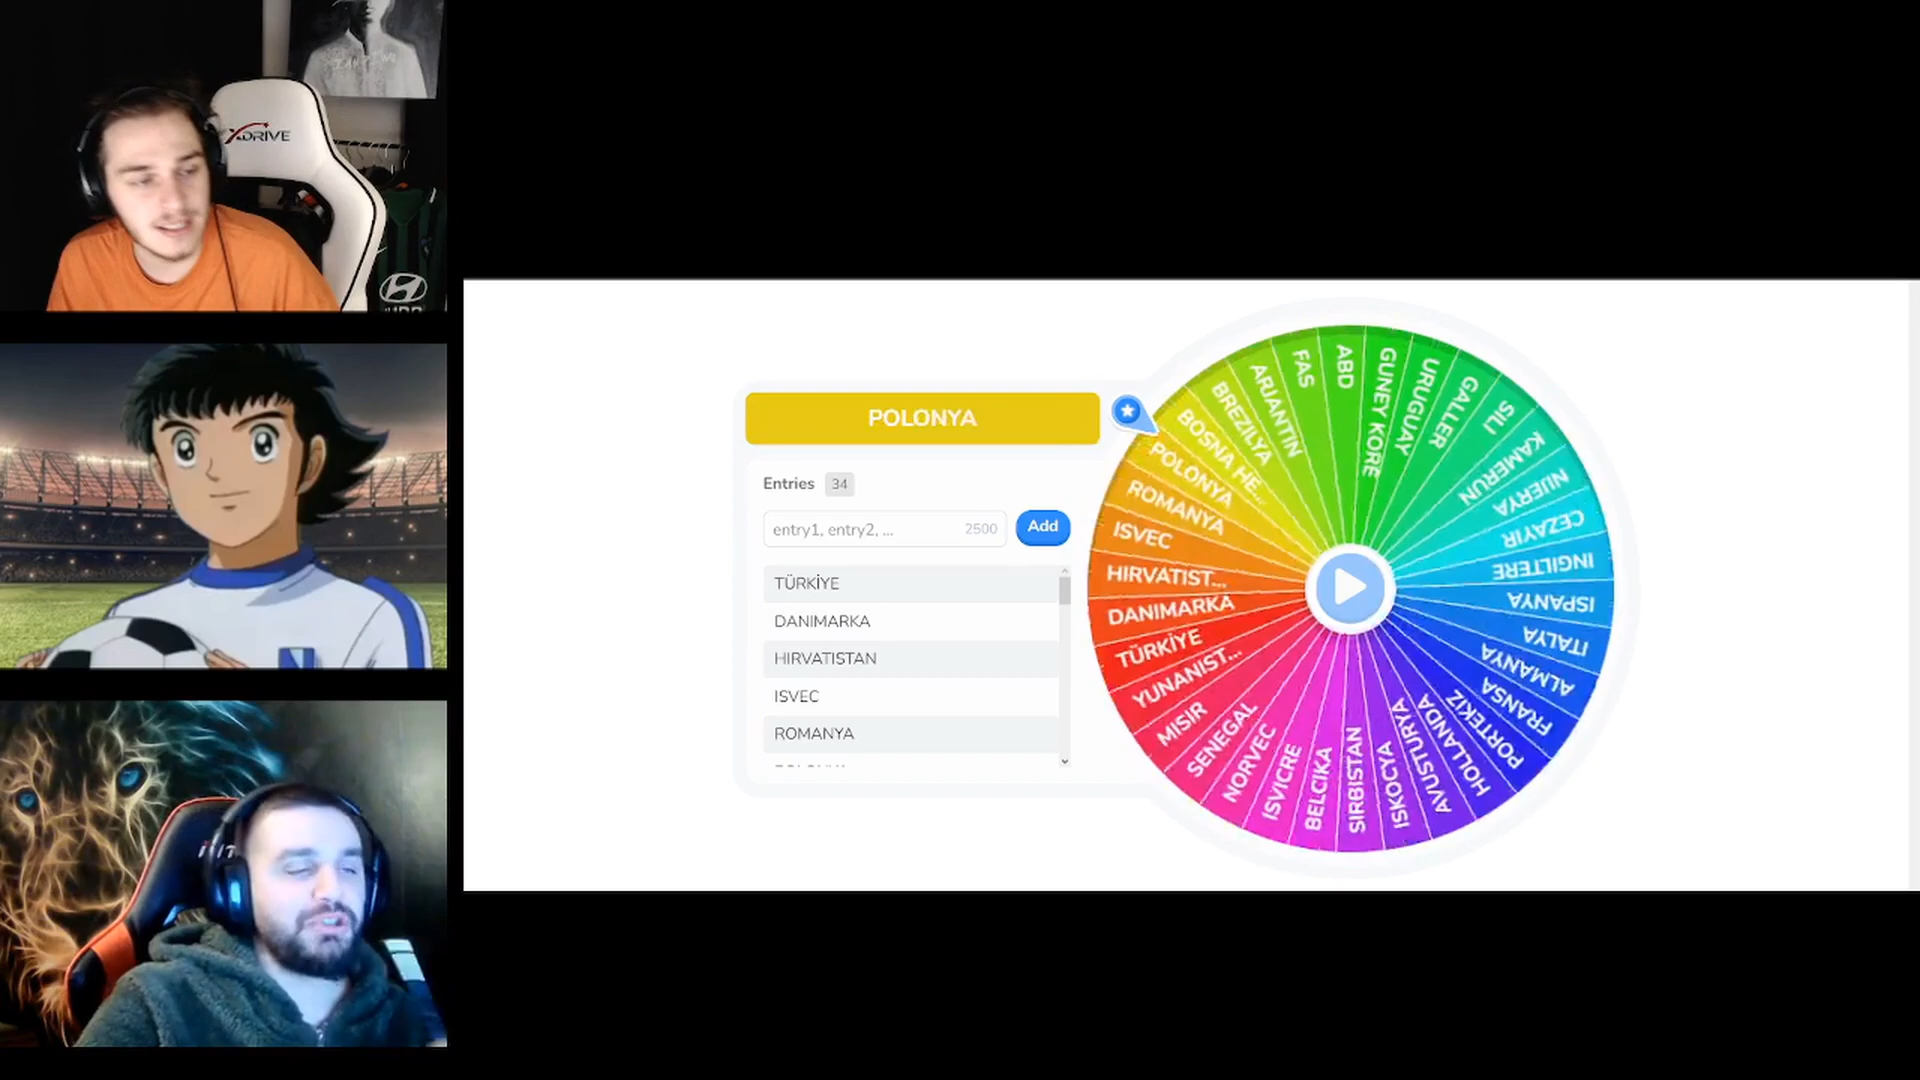 XDRIVE
POLONYA
Entries 34
entry1, entry2, ... 2500
Add
TÜRKİYE
DANIMARKA
HIRVATISTAN
ISVEC
ROMANYA
FAS
ABD
GUNEY KORE
URUGUAY
GALLER
SILI
KAMERUN
NIJERYA
CEZAYIR
INGILTERE
ISPANYA
ITALYA
ALMANYA
FRANSA
PORTEKIZ
HOLLANDA
AVUSTURYA
ISKOCYA
SIRBISTAN
BELCIKA
ISVICRE
NORVEC
SENEGAL
MISIR
YUNANIST...
TÜRKİYE
DANIMARKA
HIRVATIST...
ISVEC
ROMANYA
POLONYA
BOSNA HE...
BREZILYA
ARJANTIN